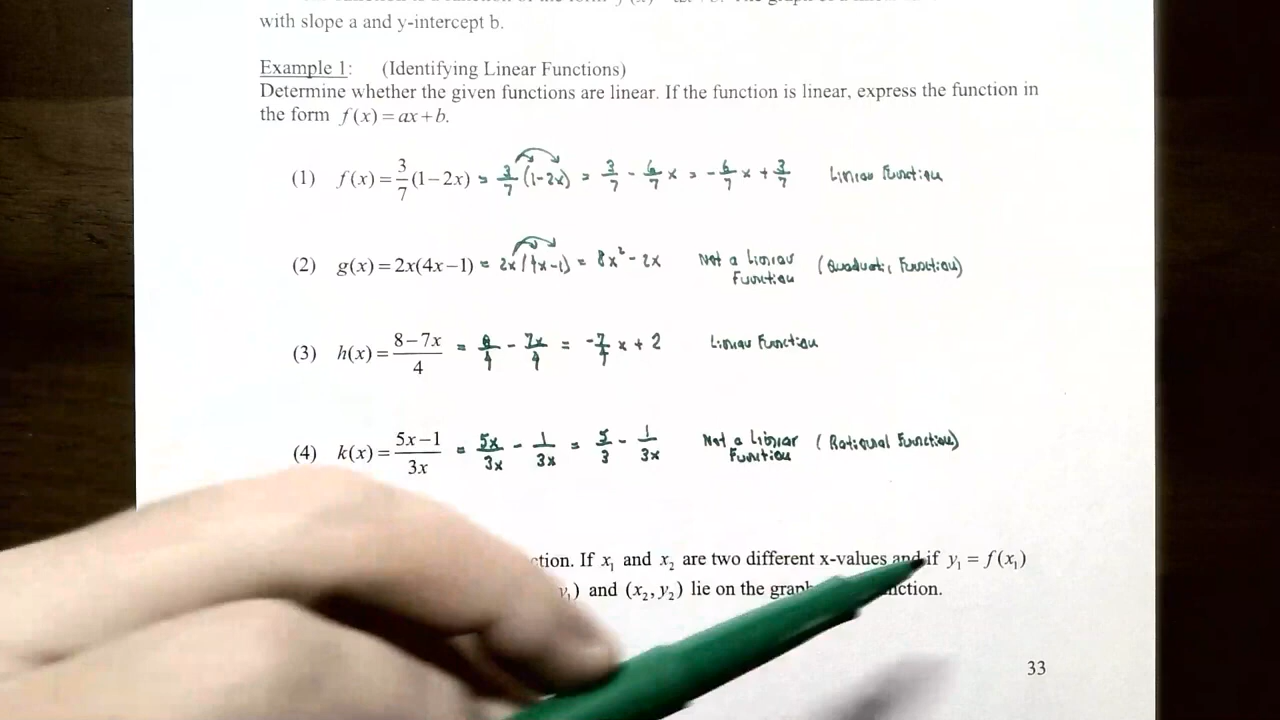 with slope a and y-intercept b.
Example 1: (Identifying Linear Functions)
Determine whether the given functions are linear. If the function is linear, express the function in
the form f(x) = ax + b.
(1) f(x) = 3/7 (1 − 2x) = 3/7 (1 − 2x) = 3/7 − 6/7 x = − 6/7 x + 3/7 Linear Function
(2) g(x) = 2x(4x − 1) = 2x(4x − 1) = 8x² − 2x Not a Linear (Quadratic Function)
Function
(3) h(x) = (8 − 7x)/4 = 8/4 − 7x/4 = −7/4 x + 2 Linear Function
(4) k(x) = (5x − 1)/3x = 5x/3x − 1/3x = 5/3 − 1/3x Not a Linear (Rational Function)
Function
If x₁ and x₂ are two different x-values and if y₁ = f(x₁)
and (x₂, y₂) lie on the
33